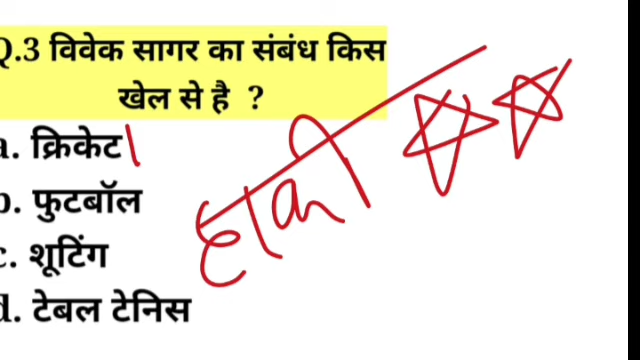 Q.3 विवेक सागर का संबंध किस
खेल से है ?
a. क्रिकेट
b. फुटबॉल
c. शूटिंग
d. टेबल टेनिस
हाकी